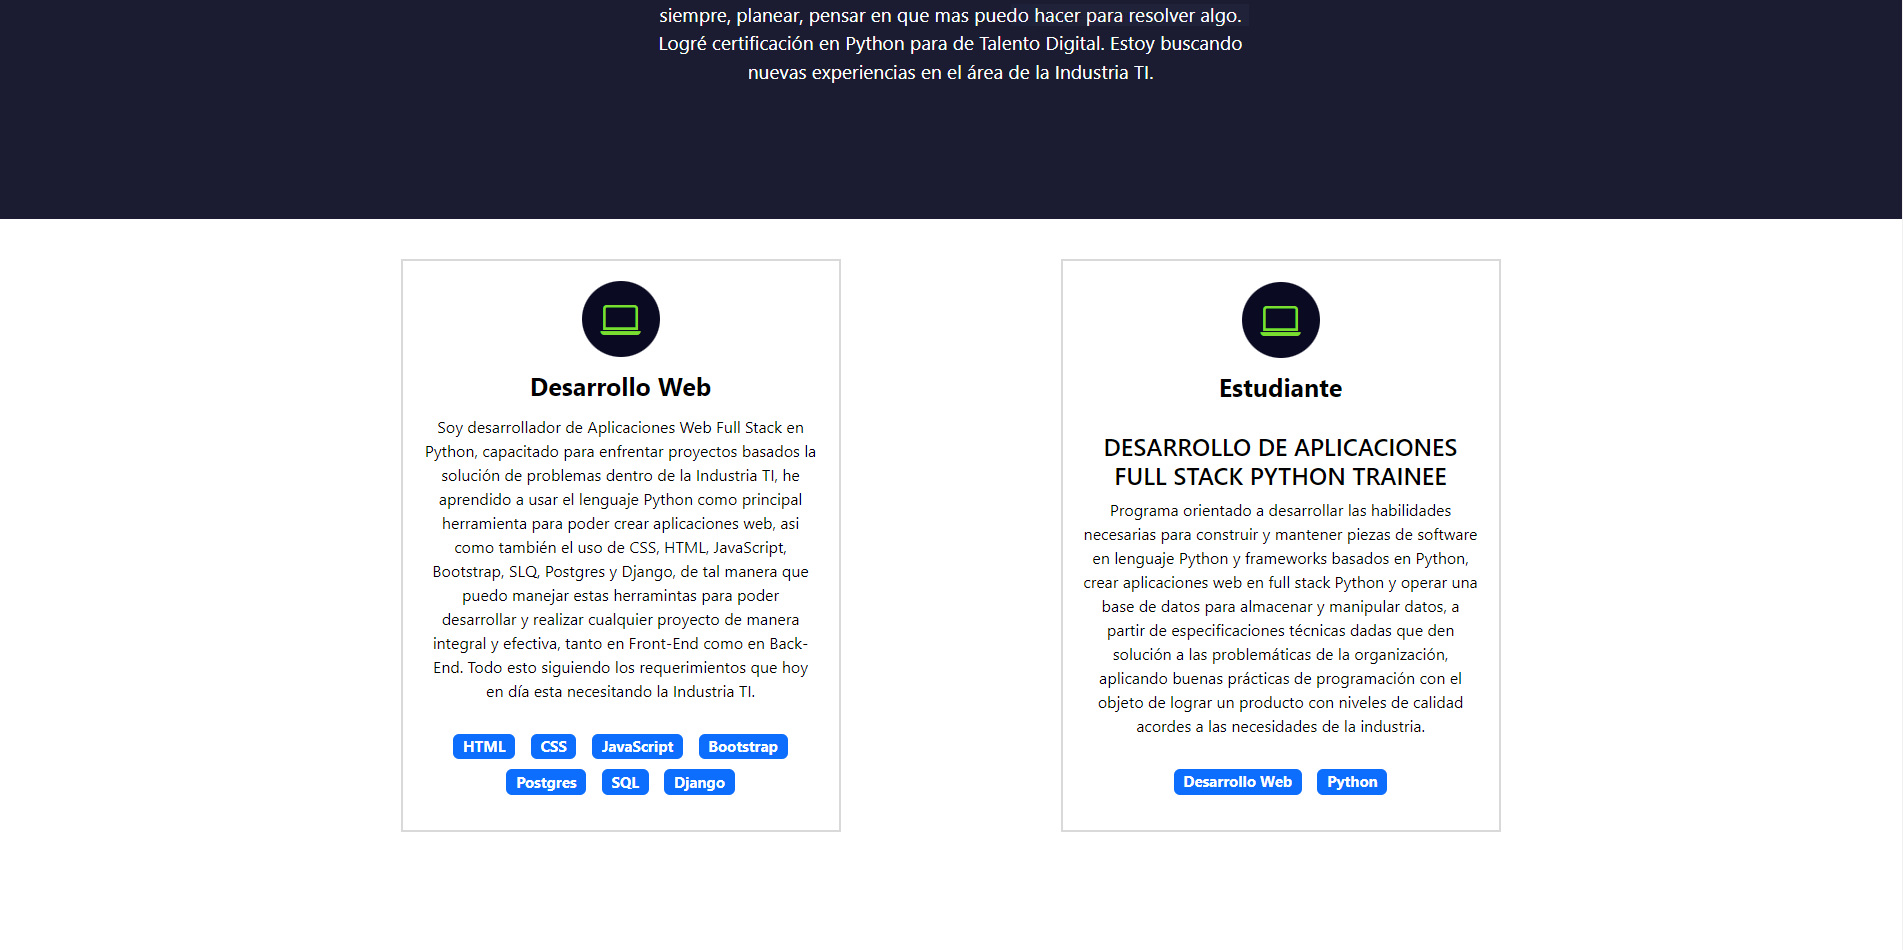 siempre, planear, pensar en que mas puedo hacer para resolver algo.
Logré certificación en Python para de Talento Digital. Estoy buscando
nuevas experiencias en el área de la Industria TI.
Desarrollo Web
Soy desarrollador de Aplicaciones Web Full Stack en
Python, capacitado para enfrentar proyectos basados la
solución de problemas dentro de la Industria TI, he
aprendido a usar el lenguaje Python como principal
herramienta para poder crear aplicaciones web, asi
como también el uso de CSS, HTML, JavaScript,
Bootstrap, SLQ, Postgres y Django, de tal manera que
puedo manejar estas herramintas para poder
desarrollar y realizar cualquier proyecto de manera
integral y efectiva, tanto en Front-End como en Back-
End. Todo esto siguiendo los requerimientos que hoy
en día esta necesitando la Industria TI.
HTML CSS JavaScript Bootstrap
Postgres SQL Django
Estudiante
DESARROLLO DE APLICACIONES
FULL STACK PYTHON TRAINEE
Programa orientado a desarrollar las habilidades
necesarias para construir y mantener piezas de software
en lenguaje Python y frameworks basados en Python,
crear aplicaciones web en full stack Python y operar una
base de datos para almacenar y manipular datos, a
partir de especificaciones técnicas dadas que den
solución a las problemáticas de la organización,
aplicando buenas prácticas de programación con el
objeto de lograr un producto con niveles de calidad
acordes a las necesidades de la industria.
Desarrollo Web Python